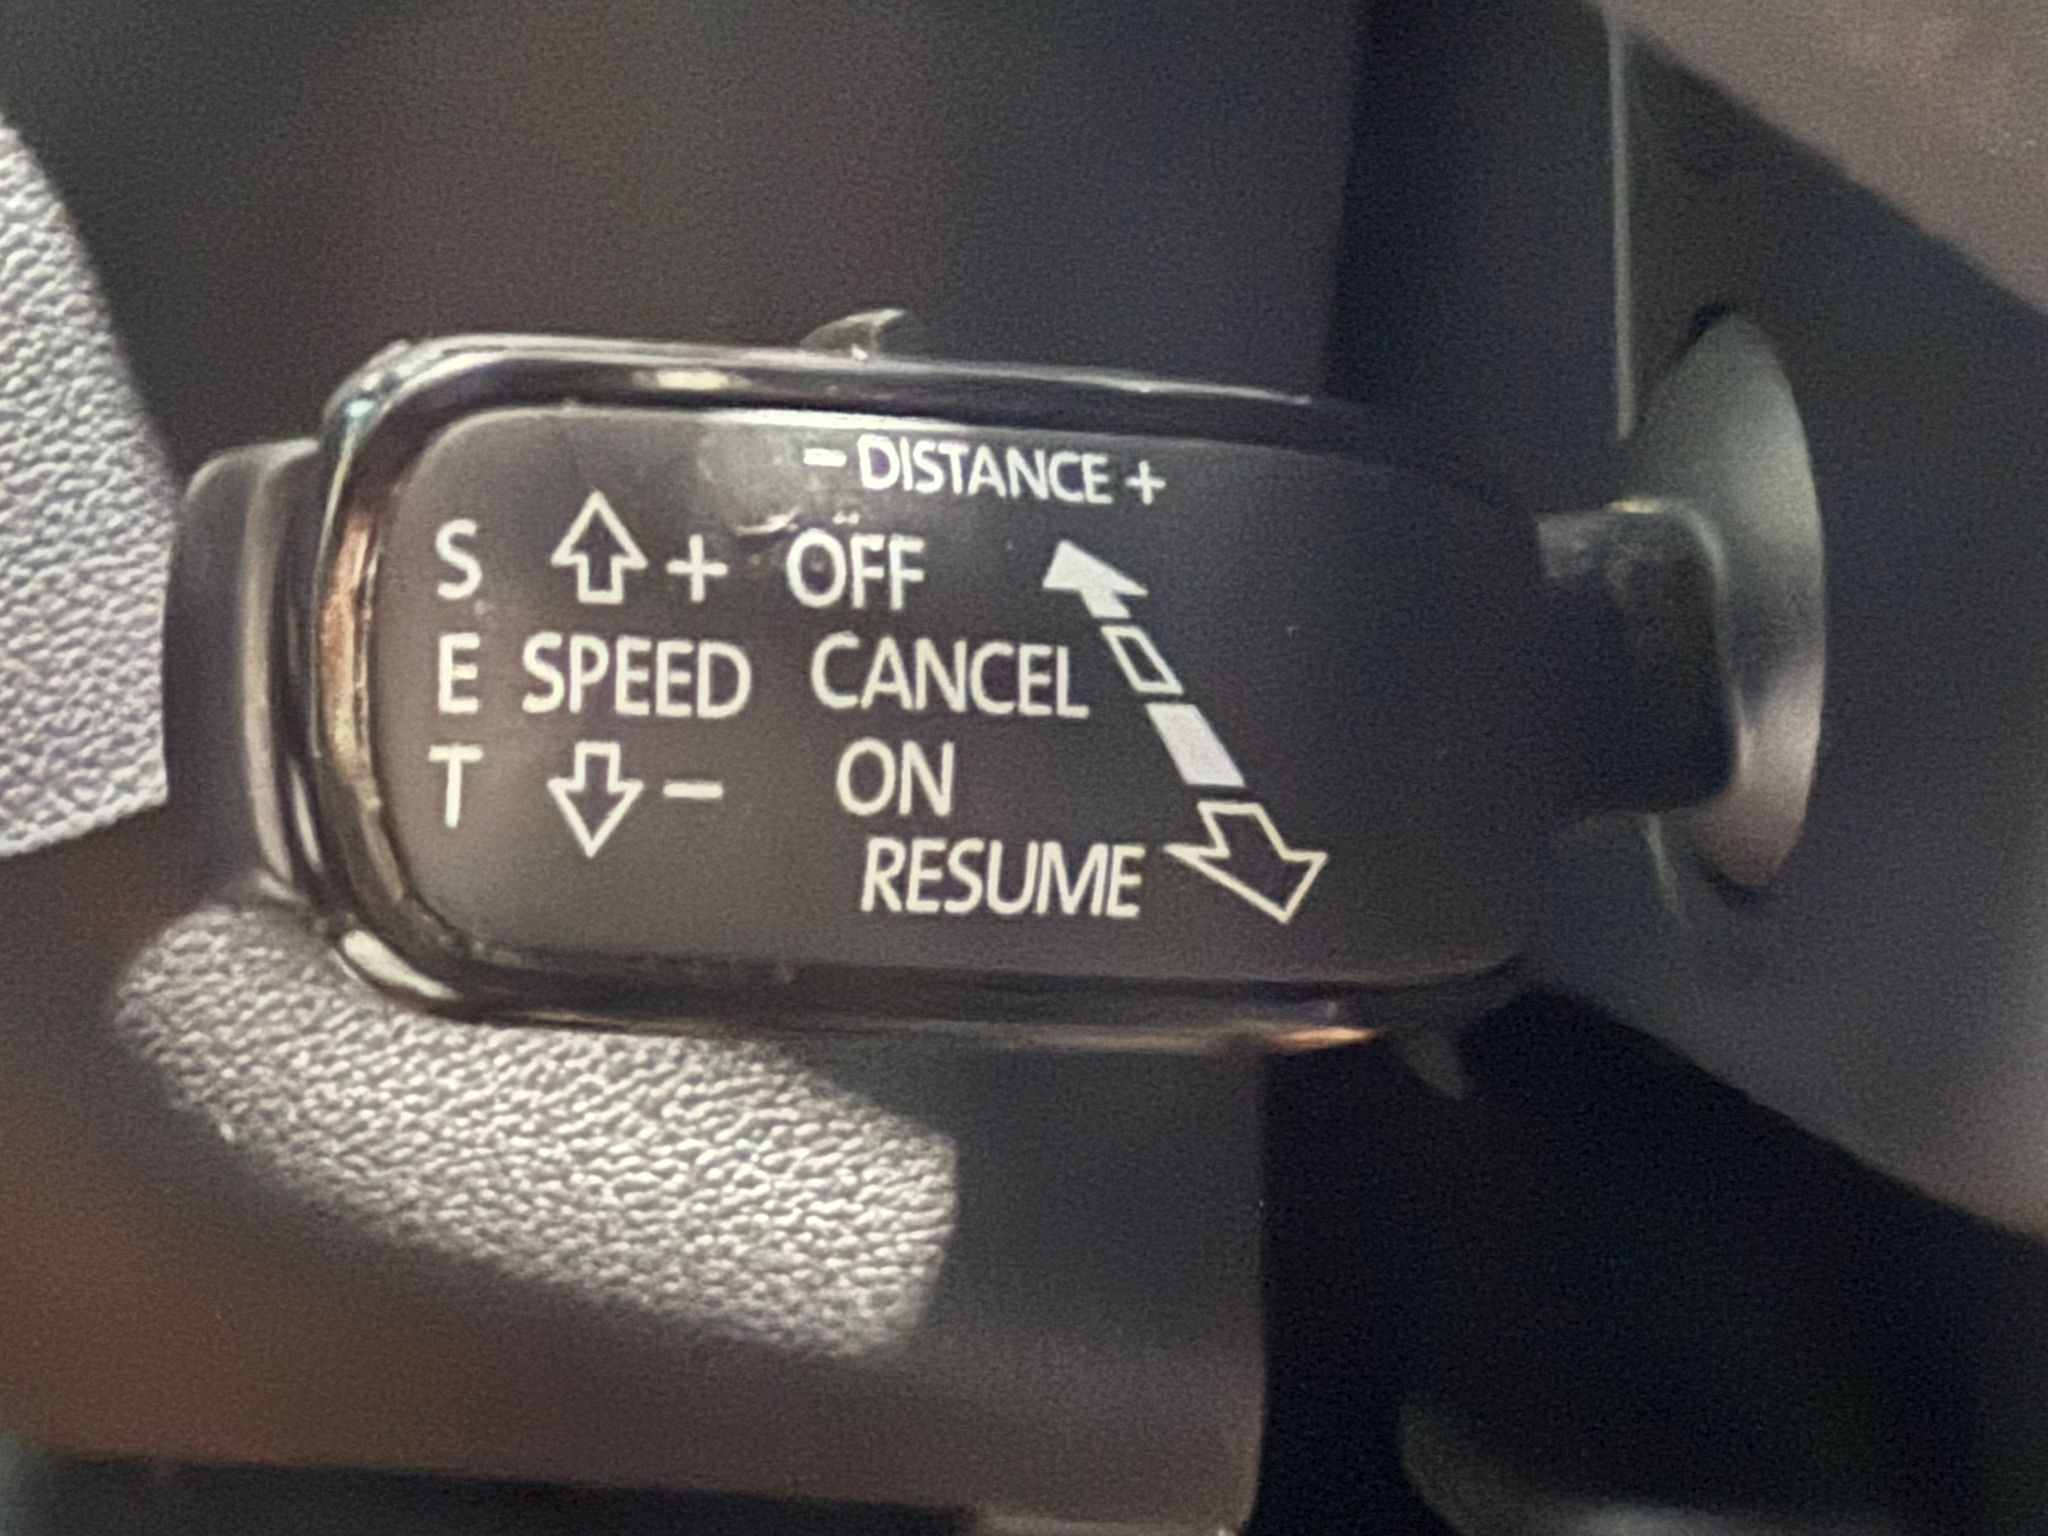 - DISTANCE +
S + OFF
E SPEED CANCEL
T - ON
RESUME